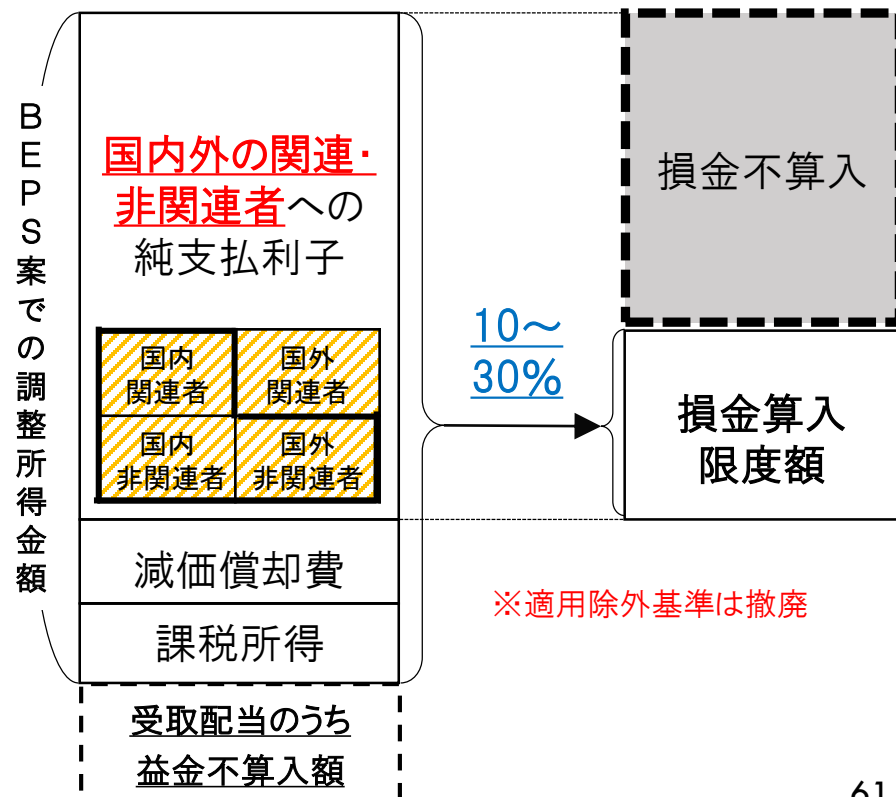 BEPS案での調整所得金額
国内外の関連・
非関連者への
純支払利子
国内
関連者
国外
関連者
国内
非関連者
国外
非関連者
減価償却費
課税所得
受取配当のうち
益金不算入額
10～
30%
損金不算入
損金算入
限度額
※適用除外基準は撤廃
61